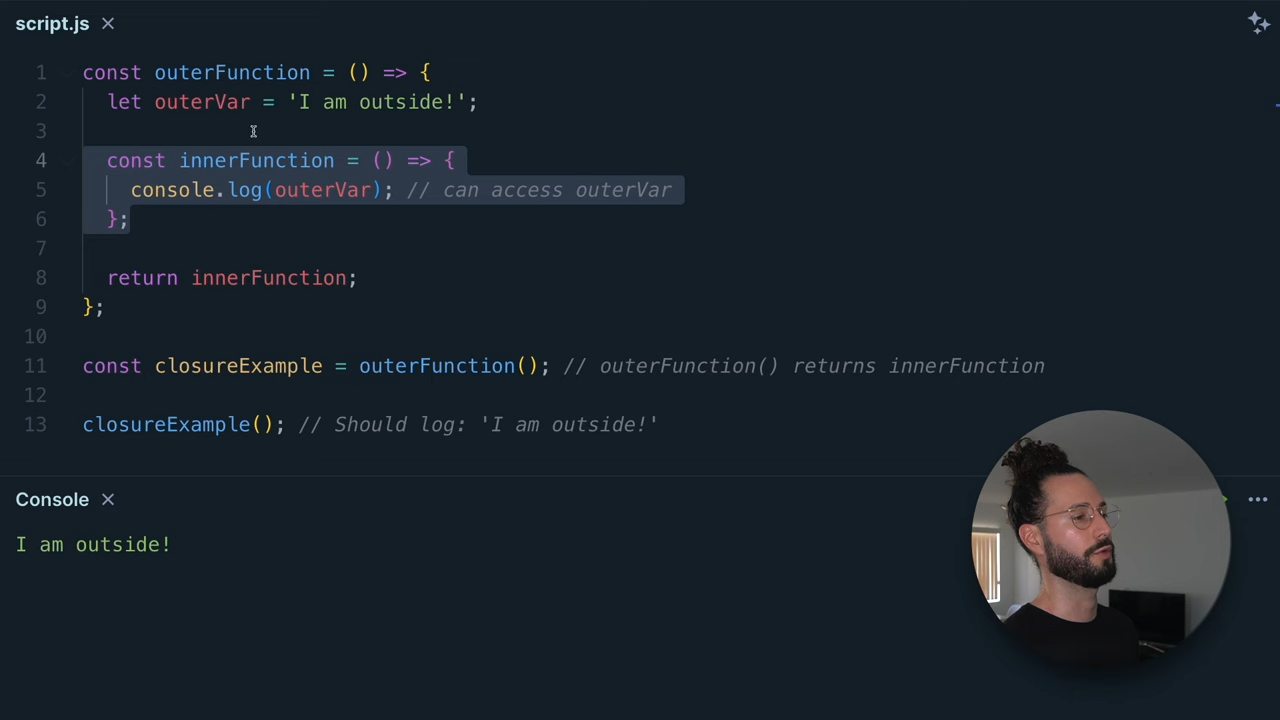 script.js ×
1 const outerFunction = () => {
2 let outerVar = 'I am outside!';
3
4 const innerFunction = () => {
5 console.log(outerVar); // can access outerVar
6 };
7
8 return innerFunction;
9 };
10
11 const closureExample = outerFunction(); // outerFunction() returns innerFunction
12
13 closureExample(); // Should log: 'I am outside!'
Console ×
I am outside!